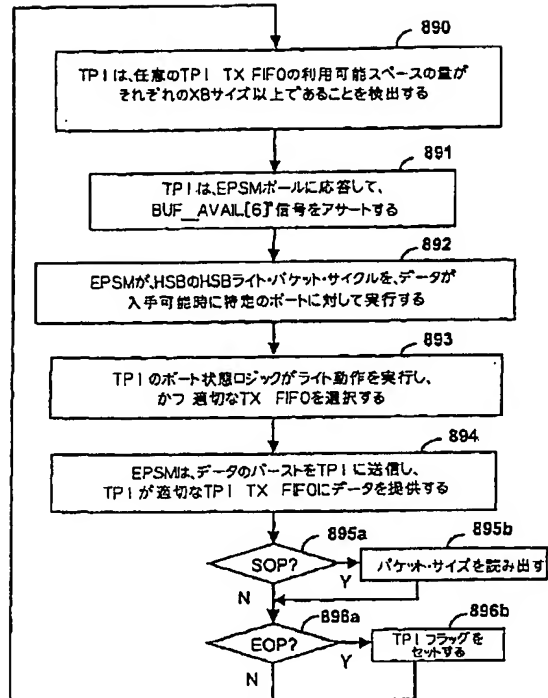 890
TPIは、任意のTPI TX FIFOの利用可能スペースの量が
それぞれのXBサイズ以上であることを検出する
891
TPIは、EPSMポールに応答して、
BUF_AVAIL[6]*信号をアサートする
892
EPSMが、HSBのHSBライト・パケット・サイクルを、データが
入手可能時に特定のポートに対して実行する
893
TPIのポート状態ロジックがライト動作を実行し、
かつ 適切なTX FIFOを選択する
894
EPSMは、データのバーストをTPIに送信し、
TPIが適切なTPI TX FIFOにデータを提供する
895a
SOP?
Y
N
895b
パケット・サイズを読み出す
896a
EOP?
Y
N
896b
TPIフラッグを
セットする